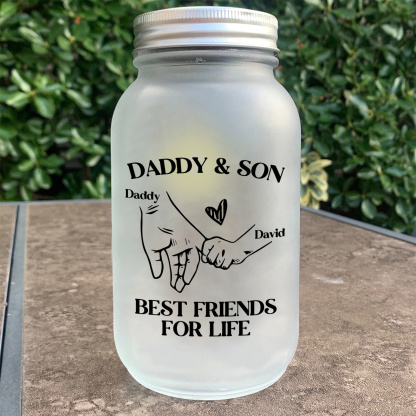 DADDY & SON
Daddy
David
BEST FRIENDS
FOR LIFE